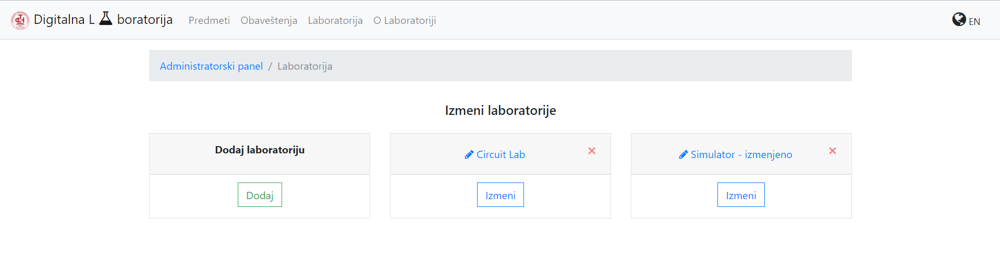 Digitalna L boratorija Predmeti Obaveštenja Laboratorija O Laboratoriji EN
Administratorski panel / Laboratorija
Izmeni laboratorije
Dodaj laboratoriju
Dodaj
Circuit Lab
Izmeni
Simulator - izmenjeno
Izmeni